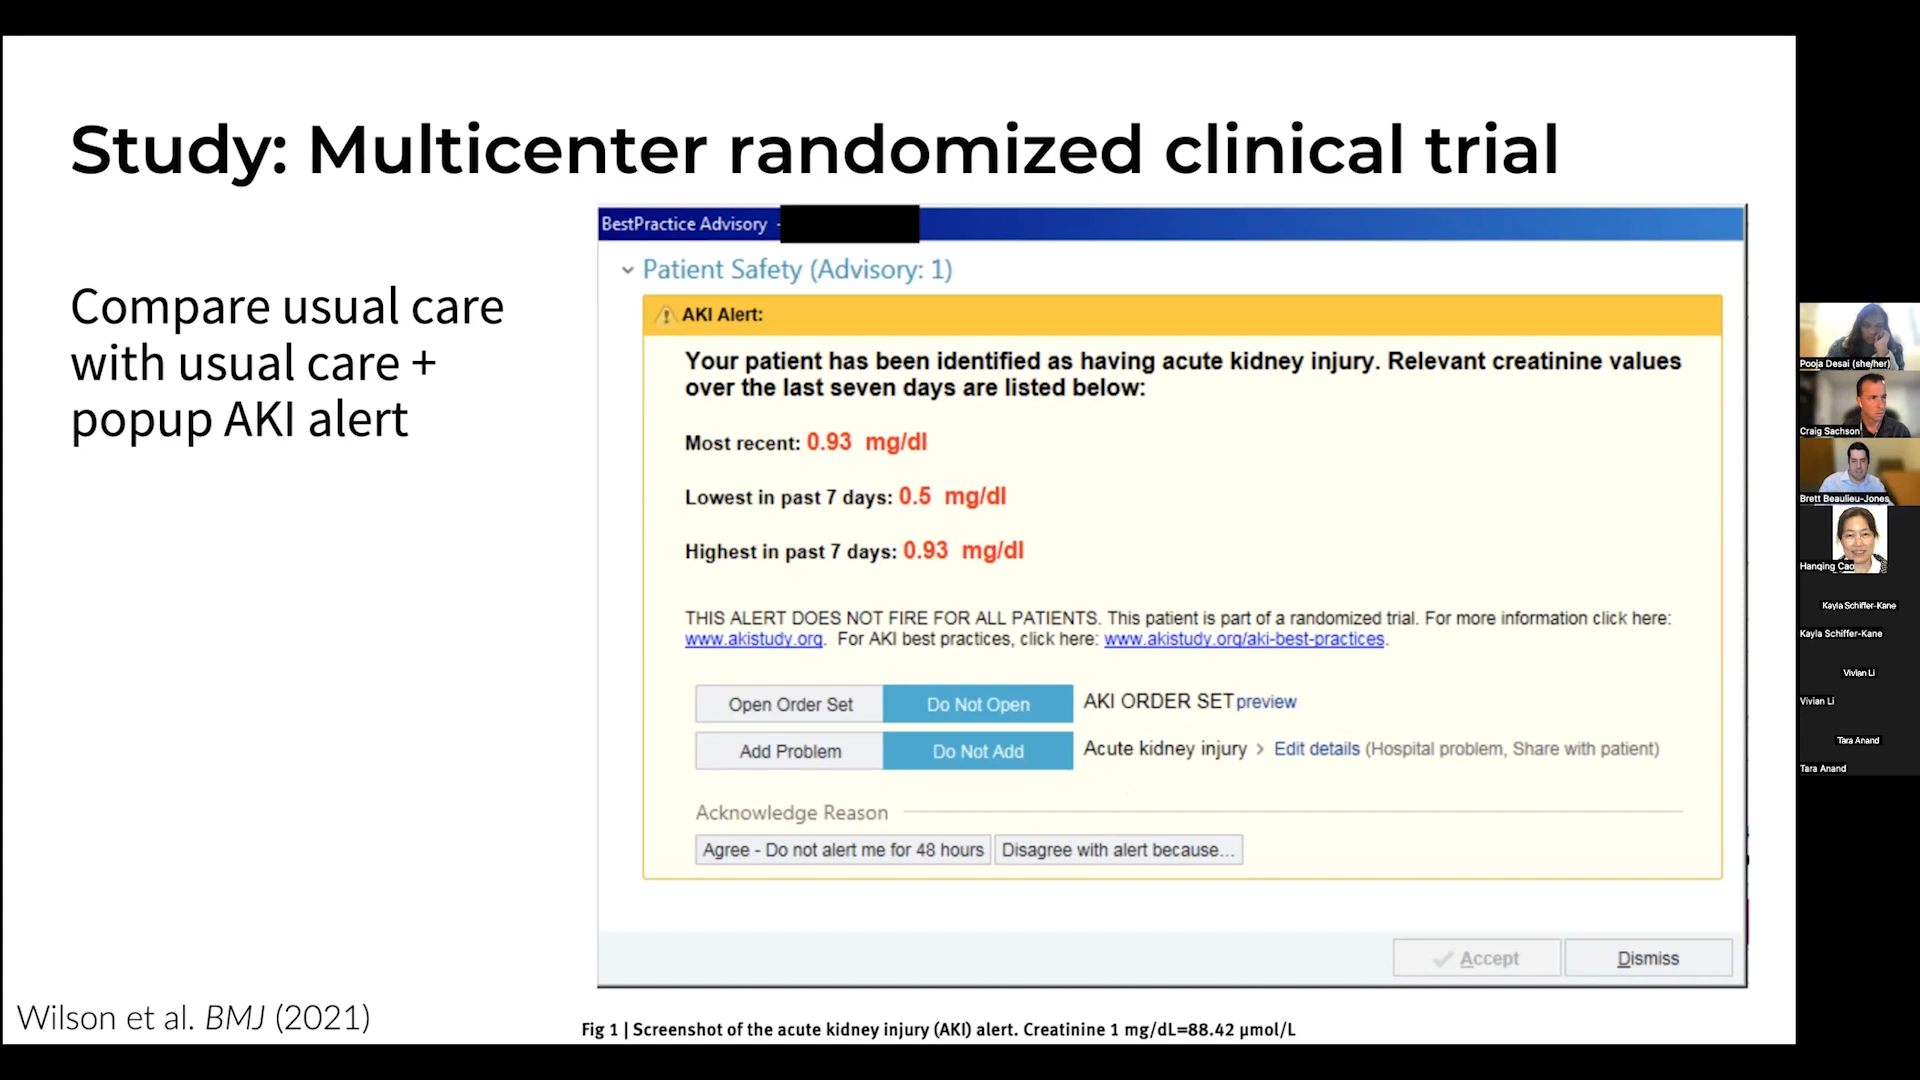 Study: Multicenter randomized clinical trial
Compare usual care
with usual care +
popup AKI alert
BestPractice Advisory -
Patient Safety (Advisory: 1)
AKI Alert:
Your patient has been identified as having acute kidney injury. Relevant creatinine values
over the last seven days are listed below:
Most recent: 0.93 mg/dl
Lowest in past 7 days: 0.5 mg/dl
Highest in past 7 days: 0.93 mg/dl
THIS ALERT DOES NOT FIRE FOR ALL PATIENTS. This patient is part of a randomized trial. For more information click here:
www.akistudy.org. For AKI best practices, click here: www.akistudy.org/aki-best-practices.
Open Order Set Do Not Open AKI ORDER SET preview
Add Problem Do Not Add Acute kidney injury > Edit details (Hospital problem, Share with patient)
Acknowledge Reason
Agree - Do not alert me for 48 hours Disagree with alert because...
Accept Dismiss
Wilson et al. BMJ (2021)
Fig 1 | Screenshot of the acute kidney injury (AKI) alert. Creatinine 1 mg/dL=88.42 μmol/L
Pooja Desai (she/her)
Craig Sachson
Brett Beaulieu-Jones
Hanqing Cao
Kayla Schiffer-Kane
Kayla Schiffer-Kane
Vivian Li
Vivian Li
Tara Anand
Tara Anand